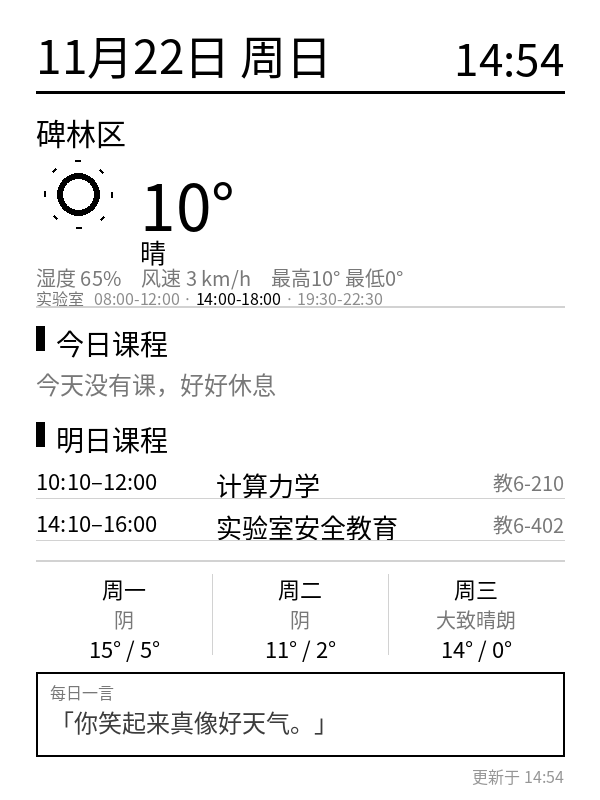 11月22日 周日 14:54
碑林区
10°
晴
湿度 65% 风速 3 km/h 最高10° 最低0°
实验室 08:00-12:00 · 14:00-18:00 · 19:30-22:30
今日课程
今天没有课，好好休息
明日课程
10:10–12:00 计算力学 教6-210
14:10–16:00 实验室安全教育 教6-402
周一 周二 周三
阴 阴 大致晴朗
15° / 5° 11° / 2° 14° / 0°
每日一言
「你笑起来真像好天气。」
更新于 14:54